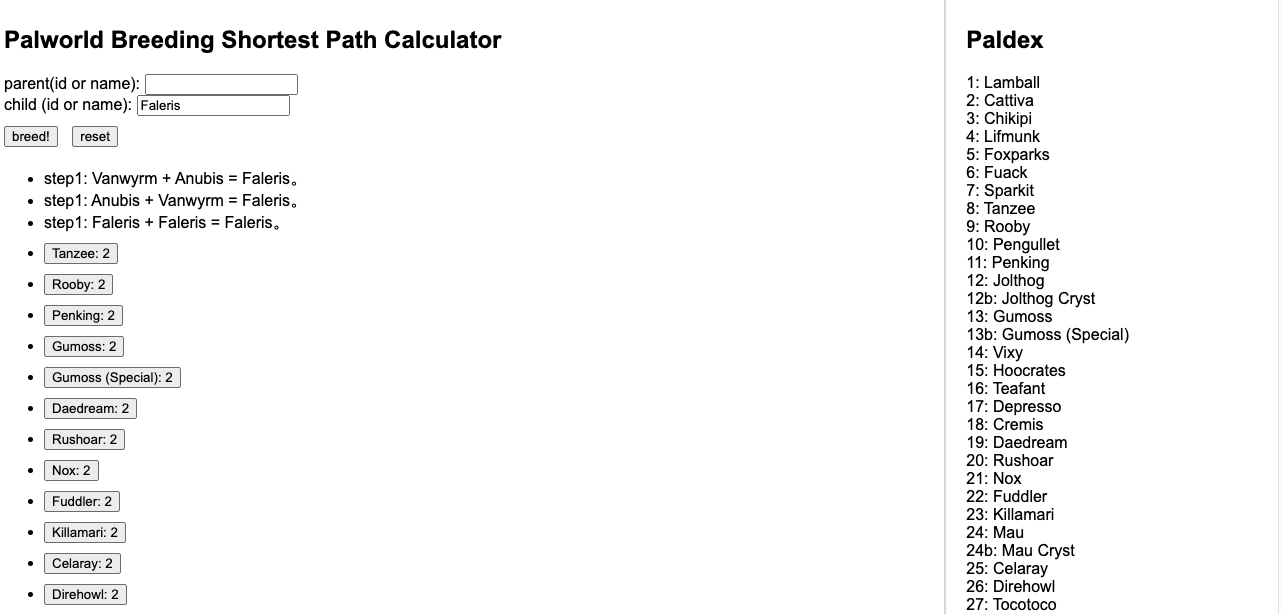 Palworld Breeding Shortest Path Calculator
parent(id or name):
child (id or name): Faleris
breed! reset
step1: Vanwyrm + Anubis = Faleris。
step1: Anubis + Vanwyrm = Faleris。
step1: Faleris + Faleris = Faleris。
Tanzee: 2
Rooby: 2
Penking: 2
Gumoss: 2
Gumoss (Special): 2
Daedream: 2
Rushoar: 2
Nox: 2
Fuddler: 2
Killamari: 2
Celaray: 2
Direhowl: 2
Paldex
1: Lamball
2: Cattiva
3: Chikipi
4: Lifmunk
5: Foxparks
6: Fuack
7: Sparkit
8: Tanzee
9: Rooby
10: Pengullet
11: Penking
12: Jolthog
12b: Jolthog Cryst
13: Gumoss
13b: Gumoss (Special)
14: Vixy
15: Hoocrates
16: Teafant
17: Depresso
18: Cremis
19: Daedream
20: Rushoar
21: Nox
22: Fuddler
23: Killamari
24: Mau
24b: Mau Cryst
25: Celaray
26: Direhowl
27: Tocotoco